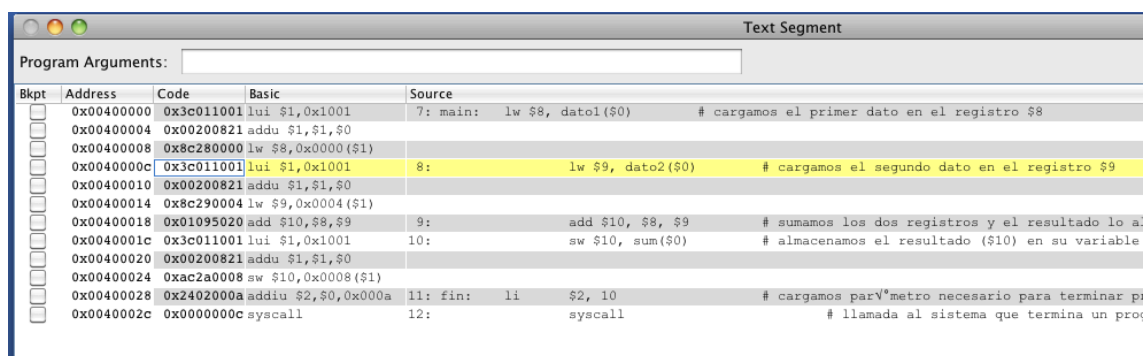 Text Segment
Program Arguments:
Bkpt Address Code Basic Source
0x00400000 0x3c011001 lui $1,0x1001 7: main: lw $8, dato1($0) # cargamos el primer dato en el registro $8
0x00400004 0x00200821 addu $1,$1,$0
0x00400008 0x8c280000 lw $8,0x0000($1)
0x0040000c 0x3c011001 lui $1,0x1001 8: lw $9, dato2($0) # cargamos el segundo dato en el registro $9
0x00400010 0x00200821 addu $1,$1,$0
0x00400014 0x8c290004 lw $9,0x0004($1)
0x00400018 0x01095020 add $10,$8,$9 9: add $10, $8, $9 # sumamos los dos registros y el resultado lo al
0x0040001c 0x3c011001 lui $1,0x1001 10: sw $10, sum($0) # almacenamos el resultado ($10) en su variable
0x00400020 0x00200821 addu $1,$1,$0
0x00400024 0xac2a0008 sw $10,0x0008($1)
0x00400028 0x2402000a addiu $2,$0,0x000a 11: fin: li $2, 10 # cargamos par√°metro necesario para terminar pr
0x0040002c 0x0000000c syscall 12: syscall # llamada al sistema que termina un prog